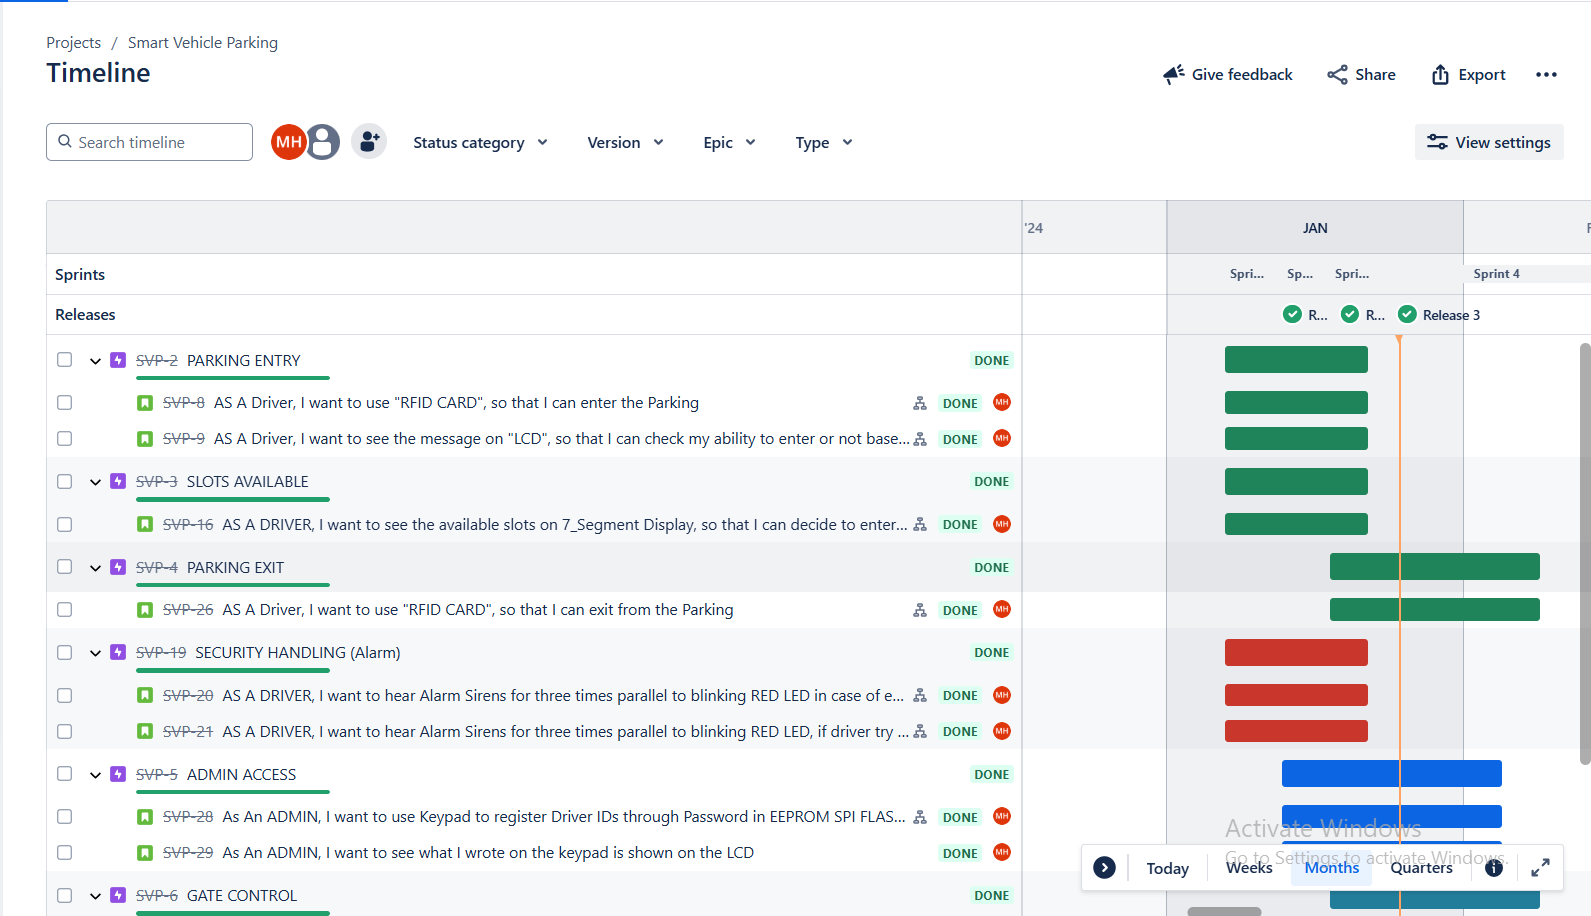 Projects / Smart Vehicle Parking
Timeline
Give feedback
Share
Export
Search timeline
MH
Status category
Version
Epic
Type
View settings
'24
JAN
F
Sprints
Spri...
Sp...
Spri...
Sprint 4
Releases
R...
R...
Release 3
SVP-2 PARKING ENTRY DONE
SVP-8 AS A Driver, I want to use "RFID CARD", so that I can enter the Parking DONE MH
SVP-9 AS A Driver, I want to see the message on "LCD", so that I can check my ability to enter or not base... DONE MH
SVP-3 SLOTS AVAILABLE DONE
SVP-16 AS A DRIVER, I want to see the available slots on 7_Segment Display, so that I can decide to enter... DONE MH
SVP-4 PARKING EXIT DONE
SVP-26 AS A Driver, I want to use "RFID CARD", so that I can exit from the Parking DONE MH
SVP-19 SECURITY HANDLING (Alarm) DONE
SVP-20 AS A DRIVER, I want to hear Alarm Sirens for three times parallel to blinking RED LED in case of e... DONE MH
SVP-21 AS A DRIVER, I want to hear Alarm Sirens for three times parallel to blinking RED LED, if driver try ... DONE MH
SVP-5 ADMIN ACCESS DONE
SVP-28 As An ADMIN, I want to use Keypad to register Driver IDs through Password in EEPROM SPI FLAS... DONE MH
SVP-29 As An ADMIN, I want to see what I wrote on the keypad is shown on the LCD DONE MH
SVP-6 GATE CONTROL DONE
Activate Windows
Go to Settings to activate Windows.
Today
Weeks
Months
Quarters